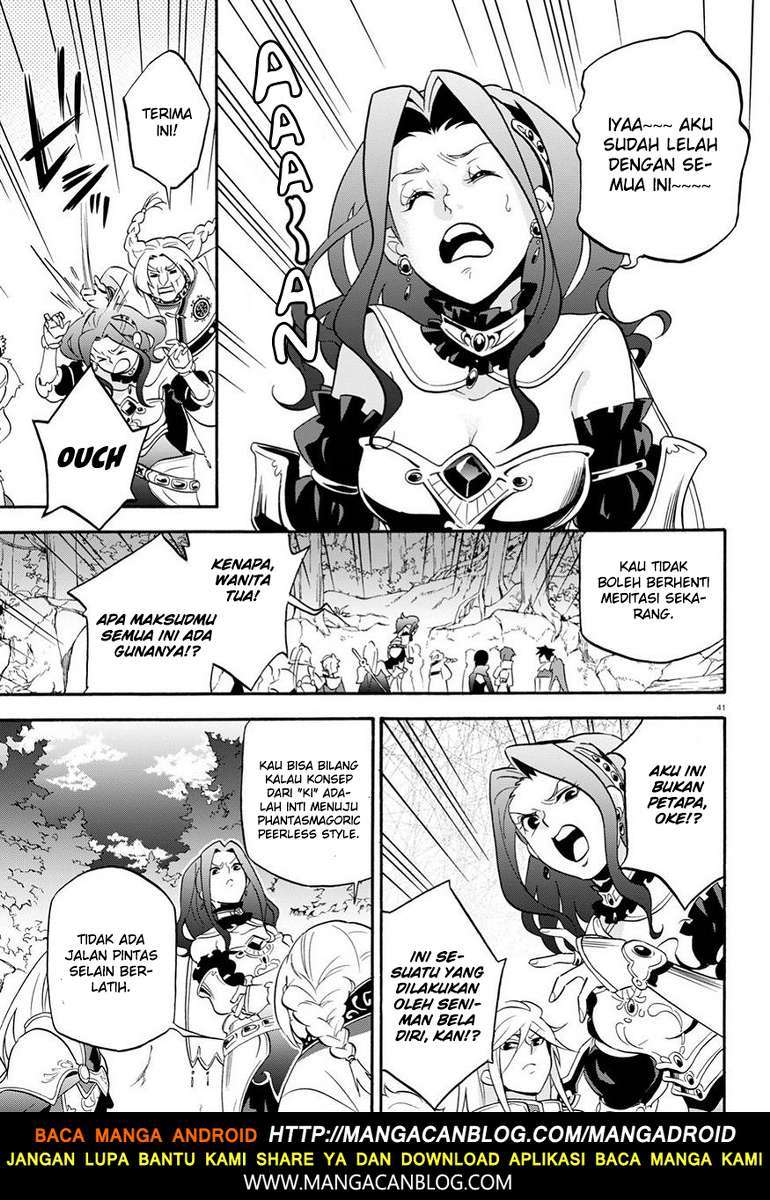 IYAA~~~ AKU
SUDAH LELAH
DENGAN SE-
MUA INI~~~~
AAAAAN
TERIMA
INI!
OUCH
KAU TIDAK
BOLEH BERHENTI
MEDITASI SEKA-
RANG.
KENAPA,
WANITA
TUA!
APA MAKSUDMU
SEMUA INI ADA
GUNANYA!?
41
AKU INI
BUKAN
PETAPA,
OKE!?
INI SE-
SUATU YANG
DILAKUKAN
OLEH SENI-
MAN BELA
DIRI, KAN!?
KAU BISA BILANG
KALAU KONSEP
DARI "KI" ADA-
LAH INTI MENUJU
PHANTASMAGORIC
PEERLESS STYLE.
TIDAK ADA
JALAN PINTAS
SELAIN BER-
LATIH.
BACA MANGA ANDROID HTTP://MANGACANBLOG.COM/MANGADROID
JANGAN LUPA BANTU KAMI SHARE YA DAN DOWNLOAD APLIKASI BACA MANGA KAMI
WWW.MANGACANBLOG.COM